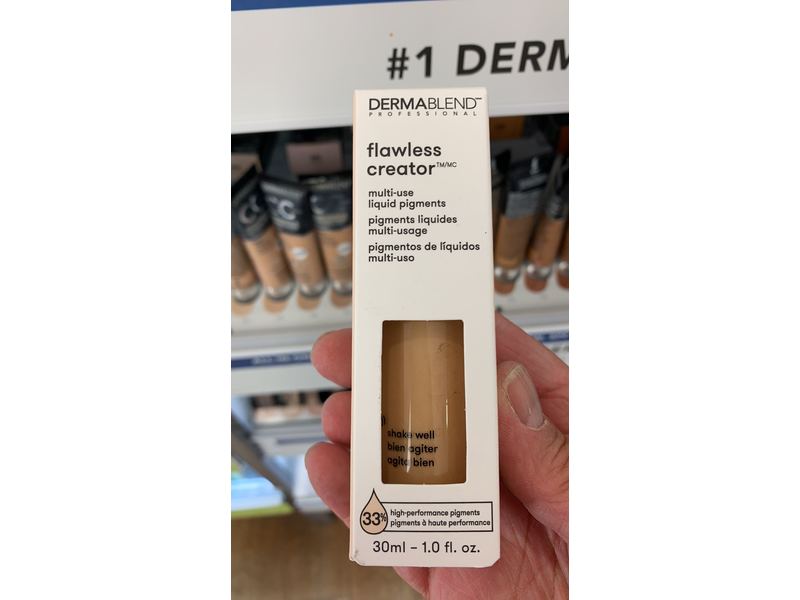 #1 DERM
DERMABLEND™
PROFESSIONAL
flawless
creator™/MC
multi-use
liquid pigments
pigments liquides
multi-usage
pigmentos de líquidos
multi-uso
shake well
bien agiter
agita bien
33%
high-performance pigments
pigments à haute performance
30ml – 1.0 fl. oz.